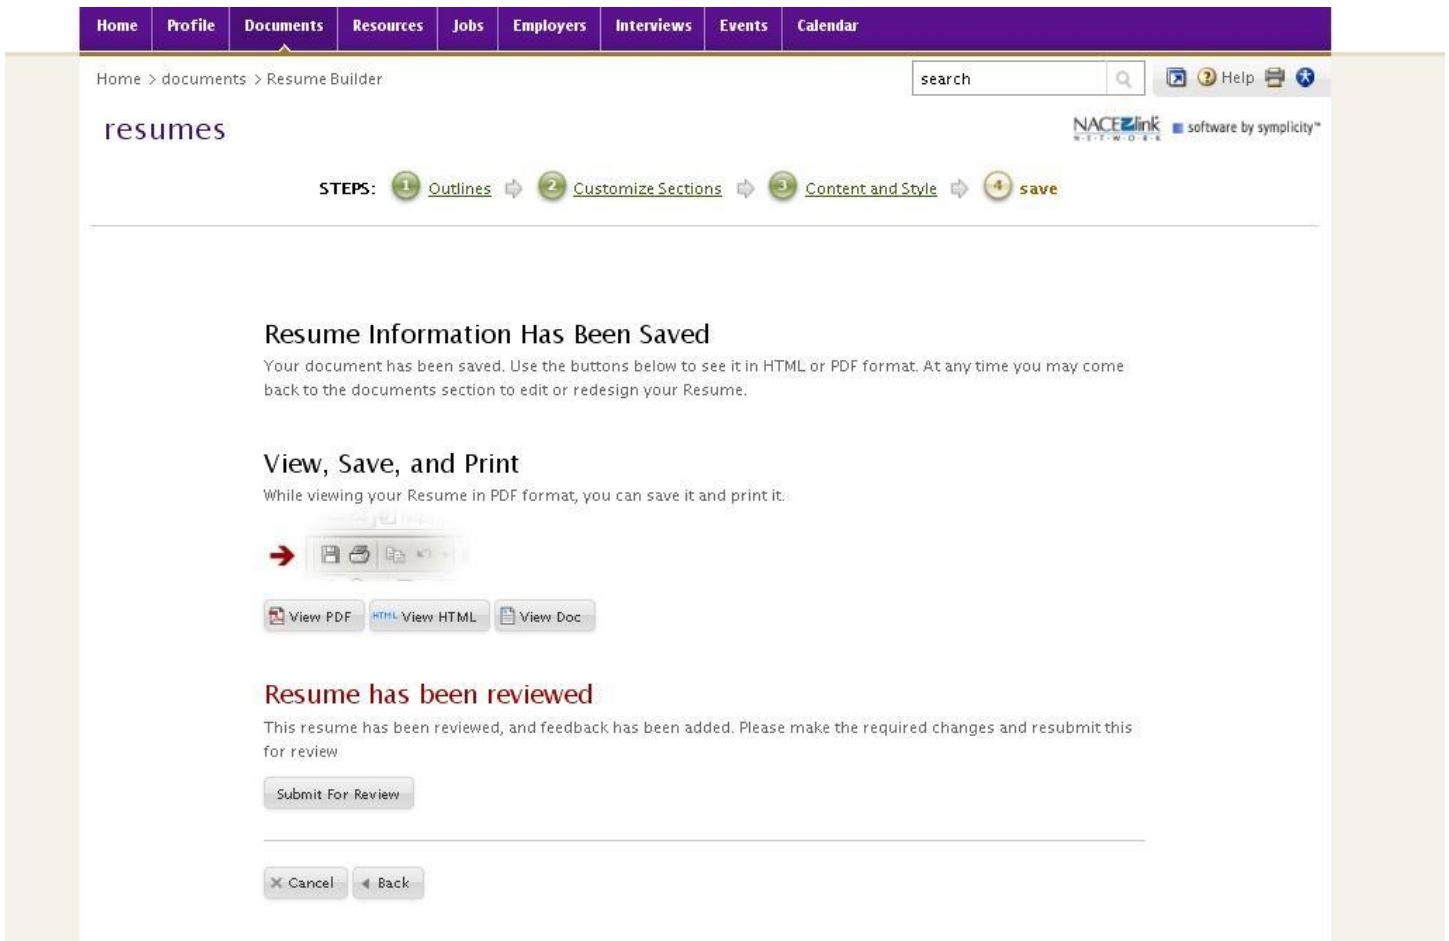 Home Profile Documents Resources Jobs Employers Interviews Events Calendar
Home > documents > Resume Builder search Help
resumes NACElink NETWORK software by symplicity™
STEPS: 1 Outlines 2 Customize Sections 3 Content and Style 4 save
Resume Information Has Been Saved
Your document has been saved. Use the buttons below to see it in HTML or PDF format. At any time you may come
back to the documents section to edit or redesign your Resume.
View, Save, and Print
While viewing your Resume in PDF format, you can save it and print it.
View PDF HTML View HTML View Doc
Resume has been reviewed
This resume has been reviewed, and feedback has been added. Please make the required changes and resubmit this
for review
Submit For Review
Cancel Back